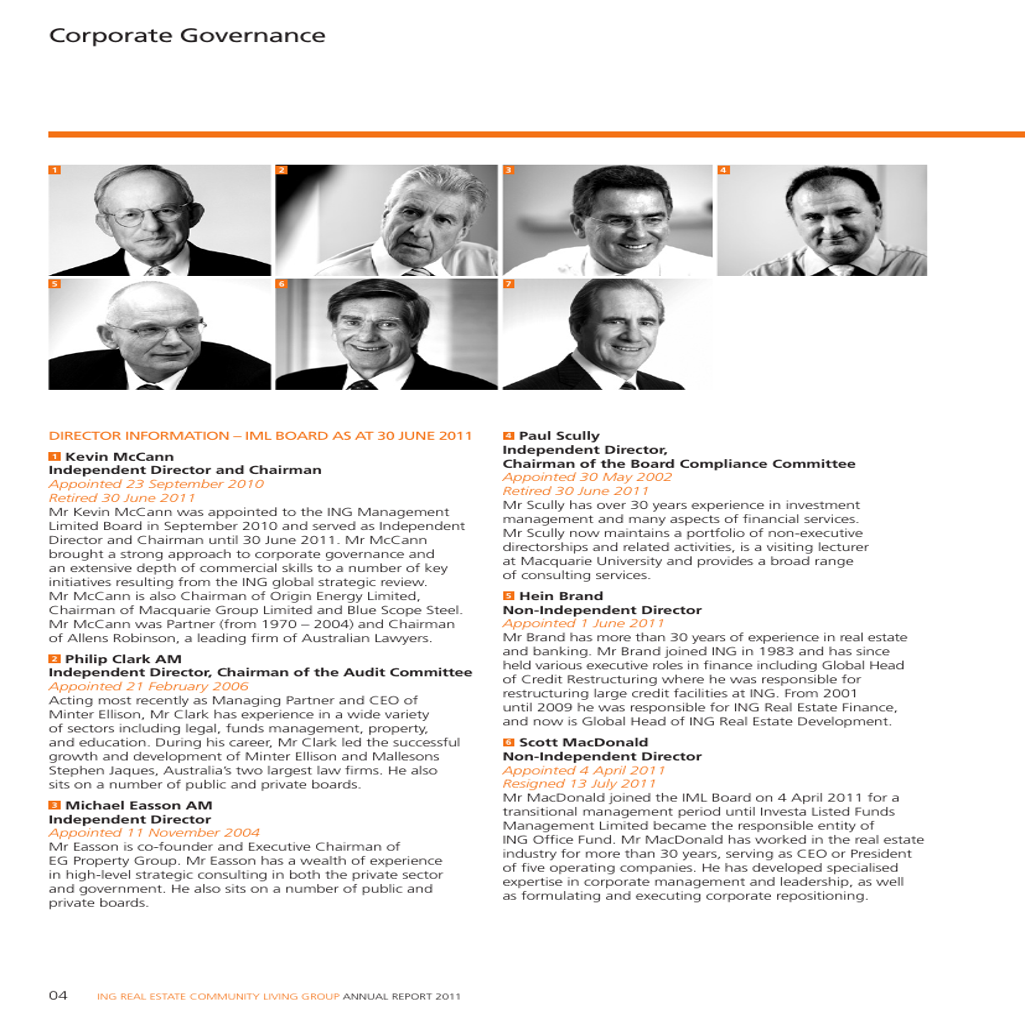 Corporate Governance
1
2
3
4
5
6
7
DIRECTOR INFORMATION – IML BOARD AS AT 30 JUNE 2011
1 Kevin McCann
Independent Director and Chairman
Appointed 23 September 2010
Retired 30 June 2011
Mr Kevin McCann was appointed to the ING Management
Limited Board in September 2010 and served as Independent
Director and Chairman until 30 June 2011. Mr McCann
brought a strong approach to corporate governance and
an extensive depth of commercial skills to a number of key
initiatives resulting from the ING global strategic review.
Mr McCann is also Chairman of Origin Energy Limited,
Chairman of Macquarie Group Limited and Blue Scope Steel.
Mr McCann was Partner (from 1970 – 2004) and Chairman
of Allens Robinson, a leading firm of Australian Lawyers.
2 Philip Clark AM
Independent Director, Chairman of the Audit Committee
Appointed 21 February 2006
Acting most recently as Managing Partner and CEO of
Minter Ellison, Mr Clark has experience in a wide variety
of sectors including legal, funds management, property,
and education. During his career, Mr Clark led the successful
growth and development of Minter Ellison and Mallesons
Stephen Jaques, Australia's two largest law firms. He also
sits on a number of public and private boards.
3 Michael Easson AM
Independent Director
Appointed 11 November 2004
Mr Easson is co-founder and Executive Chairman of
EG Property Group. Mr Easson has a wealth of experience
in high-level strategic consulting in both the private sector
and government. He also sits on a number of public and
private boards.
4 Paul Scully
Independent Director,
Chairman of the Board Compliance Committee
Appointed 30 May 2002
Retired 30 June 2011
Mr Scully has over 30 years experience in investment
management and many aspects of financial services.
Mr Scully now maintains a portfolio of non-executive
directorships and related activities, is a visiting lecturer
at Macquarie University and provides a broad range
of consulting services.
5 Hein Brand
Non-Independent Director
Appointed 1 June 2011
Mr Brand has more than 30 years of experience in real estate
and banking. Mr Brand joined ING in 1983 and has since
held various executive roles in finance including Global Head
of Credit Restructuring where he was responsible for
restructuring large credit facilities at ING. From 2001
until 2009 he was responsible for ING Real Estate Finance,
and now is Global Head of ING Real Estate Development.
6 Scott MacDonald
Non-Independent Director
Appointed 4 April 2011
Resigned 13 July 2011
Mr MacDonald joined the IML Board on 4 April 2011 for a
transitional management period until Investa Listed Funds
Management Limited became the responsible entity of
ING Office Fund. Mr MacDonald has worked in the real estate
industry for more than 30 years, serving as CEO or President
of five operating companies. He has developed specialised
expertise in corporate management and leadership, as well
as formulating and executing corporate repositioning.
04 ING REAL ESTATE COMMUNITY LIVING GROUP ANNUAL REPORT 2011